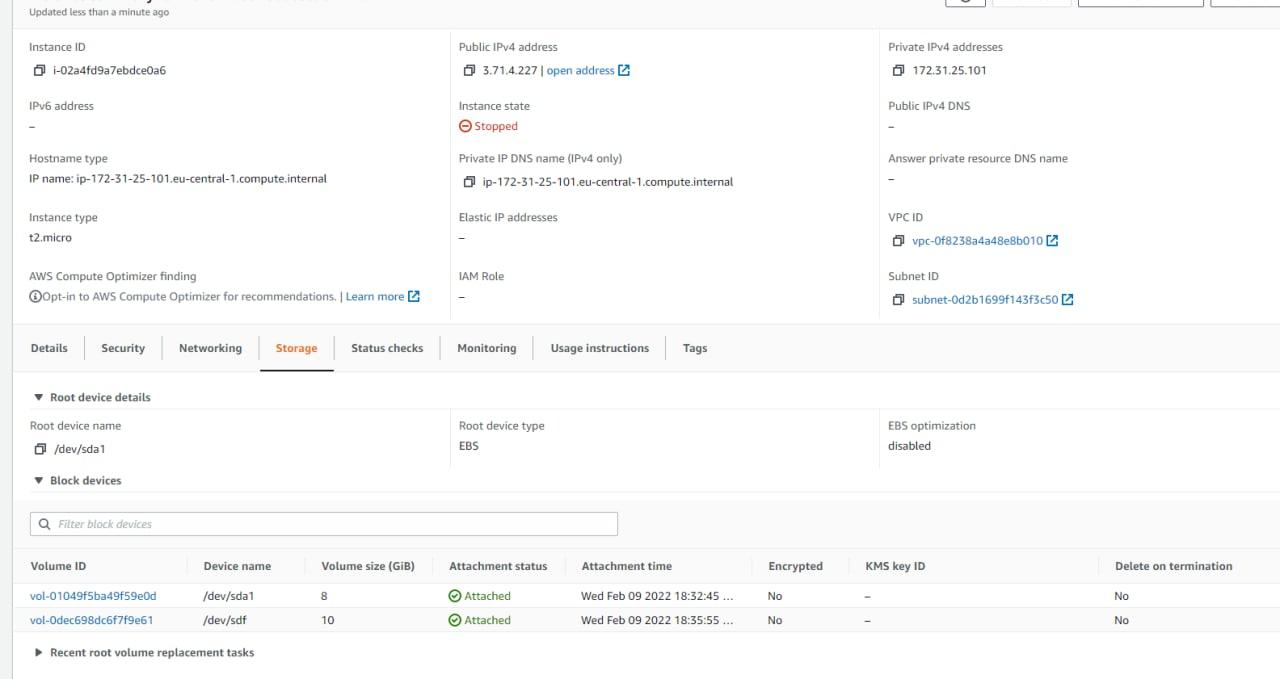 Updated less than a minute ago
Instance ID
i-02a4fd9a7ebdce0a6
Public IPv4 address
3.71.4.227 | open address
Private IPv4 addresses
172.31.25.101
IPv6 address
–
Instance state
Stopped
Public IPv4 DNS
–
Hostname type
IP name: ip-172-31-25-101.eu-central-1.compute.internal
Private IP DNS name (IPv4 only)
ip-172-31-25-101.eu-central-1.compute.internal
Answer private resource DNS name
–
Instance type
t2.micro
Elastic IP addresses
–
VPC ID
vpc-0f8238a4a48e8b010
AWS Compute Optimizer finding
Opt-in to AWS Compute Optimizer for recommendations. | Learn more
IAM Role
–
Subnet ID
subnet-0d2b1699f143f3c50
Details Security Networking Storage Status checks Monitoring Usage instructions Tags
Root device details
Root device name
/dev/sda1
Root device type
EBS
EBS optimization
disabled
Block devices
Filter block devices
Volume ID Device name Volume size (GiB) Attachment status Attachment time Encrypted KMS key ID Delete on termination
vol-01049f5ba49f59e0d /dev/sda1 8 Attached Wed Feb 09 2022 18:32:45 ... No – No
vol-0dec698dc6f7f9e61 /dev/sdf 10 Attached Wed Feb 09 2022 18:35:55 ... No – No
Recent root volume replacement tasks